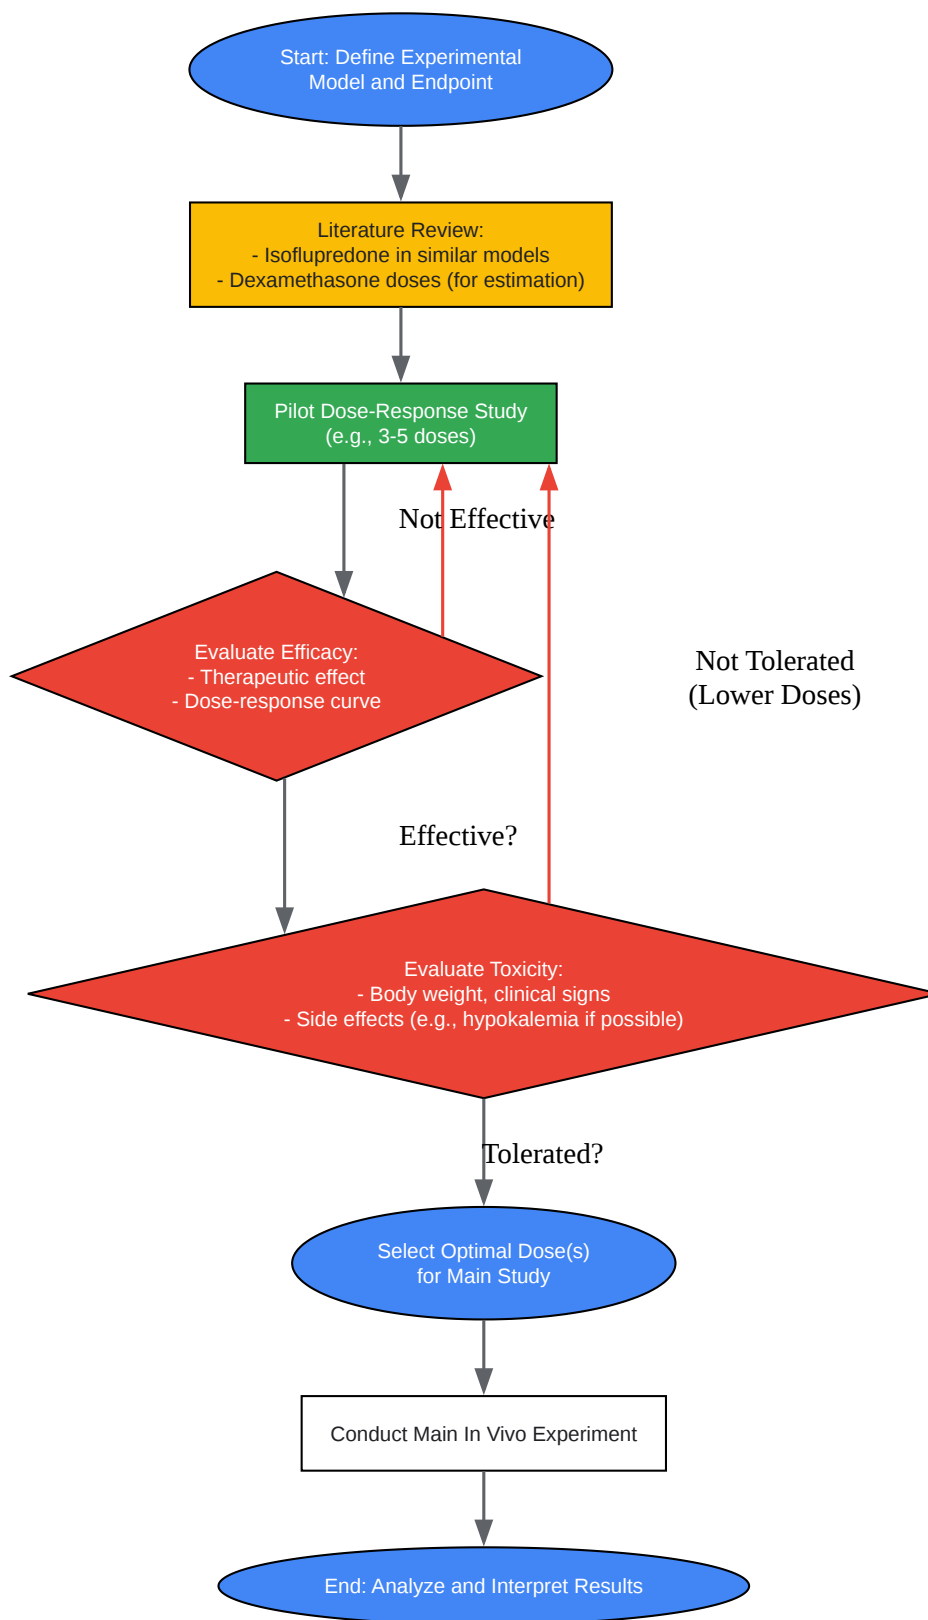 Start: Define Experimental
Model and Endpoint
Literature Review:
- Isoflupredone in similar models
- Dexamethasone doses (for estimation)
Pilot Dose-Response Study
(e.g., 3-5 doses)
Not Effective
Evaluate Efficacy:
- Therapeutic effect
- Dose-response curve
Not Tolerated
(Lower Doses)
Effective?
Evaluate Toxicity:
- Body weight, clinical signs
- Side effects (e.g., hypokalemia if possible)
Tolerated?
Select Optimal Dose(s)
for Main Study
Conduct Main In Vivo Experiment
End: Analyze and Interpret Results